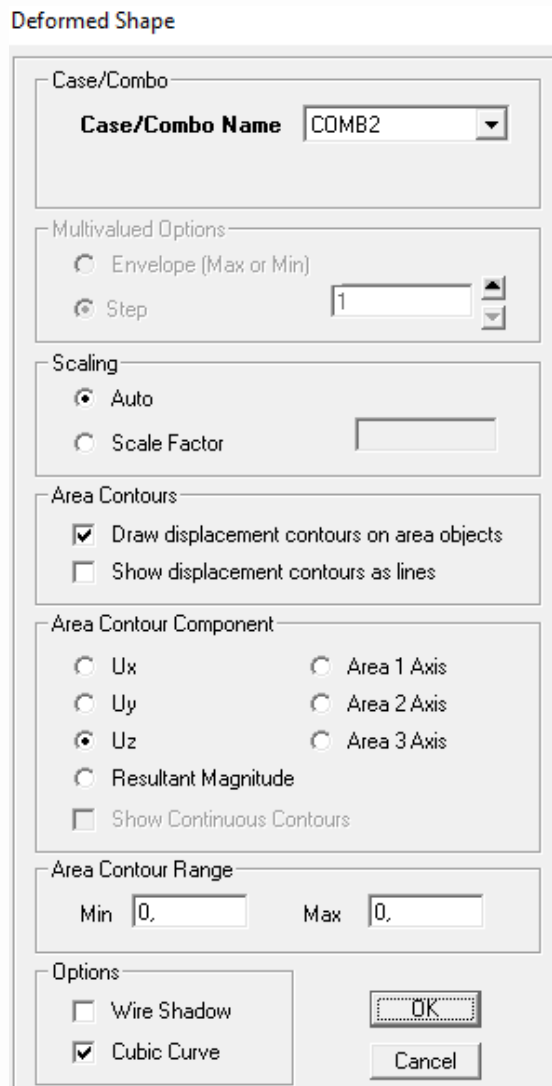 Deformed Shape
Case/Combo
Case/Combo Name COMB2
Multivalued Options
Envelope (Max or Min)
Step 1
Scaling
Auto
Scale Factor
Area Contours
Draw displacement contours on area objects
Show displacement contours as lines
Area Contour Component
Ux Area 1 Axis
Uy Area 2 Axis
Uz Area 3 Axis
Resultant Magnitude
Show Continuous Contours
Area Contour Range
Min 0, Max 0,
Options
Wire Shadow OK
Cubic Curve Cancel